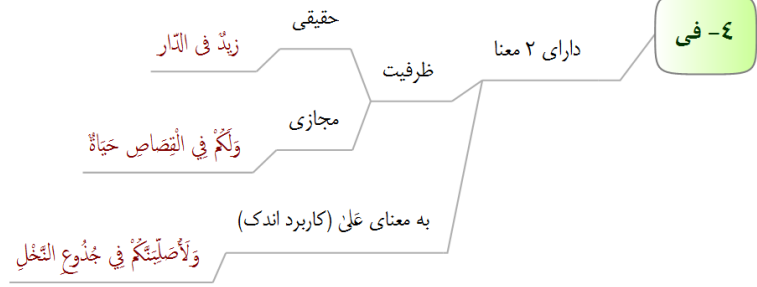 ٤- فی
دارای ۲ معنا
ظرفیت
حقیقی
زیدٌ فی الدّار
مجازی
وَلَكُمْ فِي الْقِصَاصِ حَيَاةٌ
به معنای عَلیٰ (کاربرد اندک)
وَلَأُصَلِّبَنَّكُمْ فِي جُذُوعِ النَّخْلِ